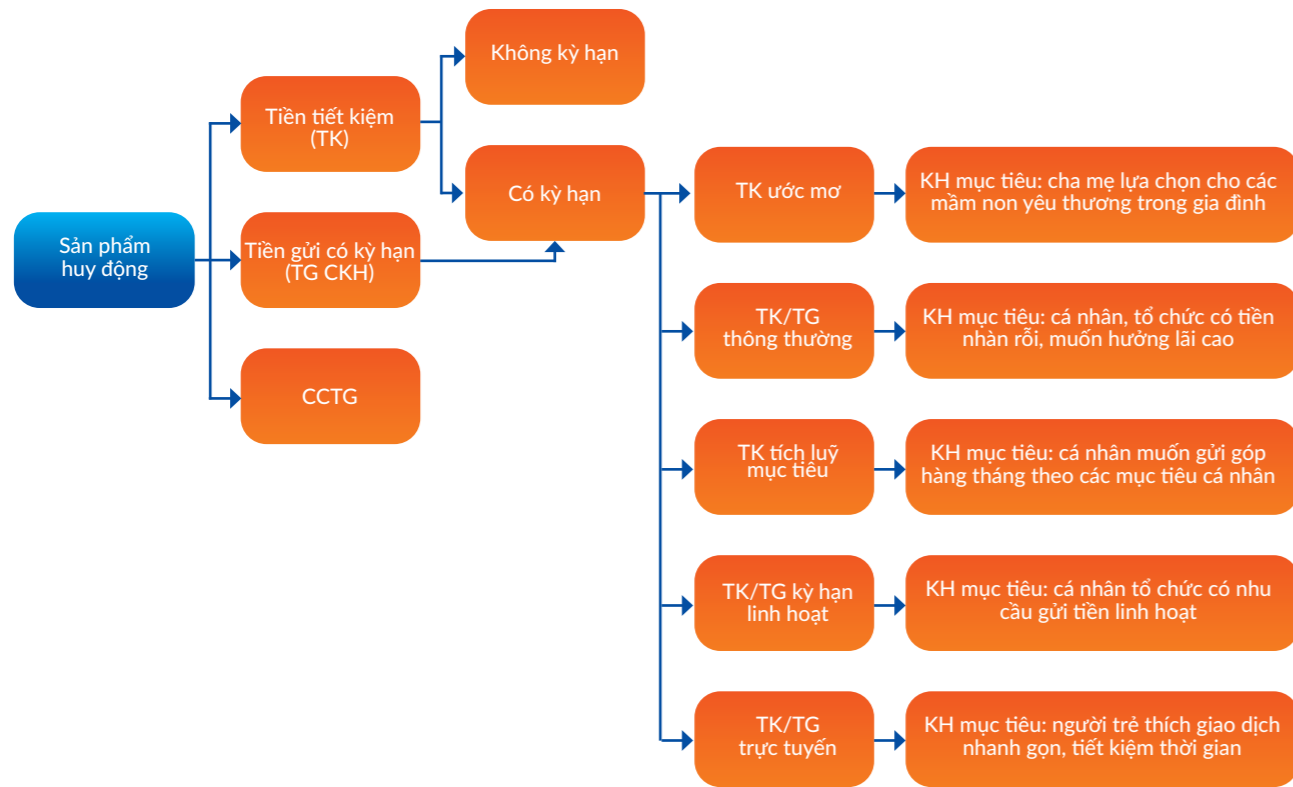 Sản phẩm
huy động
Tiền tiết kiệm
(TK)
Tiền gửi có kỳ hạn
(TG CKH)
CCTG
Không kỳ hạn
Có kỳ hạn
TK ước mơ
KH mục tiêu: cha mẹ lựa chọn cho các
mầm non yêu thương trong gia đình
TK/TG
thông thường
KH mục tiêu: cá nhân, tổ chức có tiền
nhàn rỗi, muốn hưởng lãi cao
TK tích luỹ
mục tiêu
KH mục tiêu: cá nhân muốn gửi góp
hàng tháng theo các mục tiêu cá nhân
TK/TG kỳ hạn
linh hoạt
KH mục tiêu: cá nhân tổ chức có nhu
cầu gửi tiền linh hoạt
TK/TG
trực tuyến
KH mục tiêu: người trẻ thích giao dịch
nhanh gọn, tiết kiệm thời gian